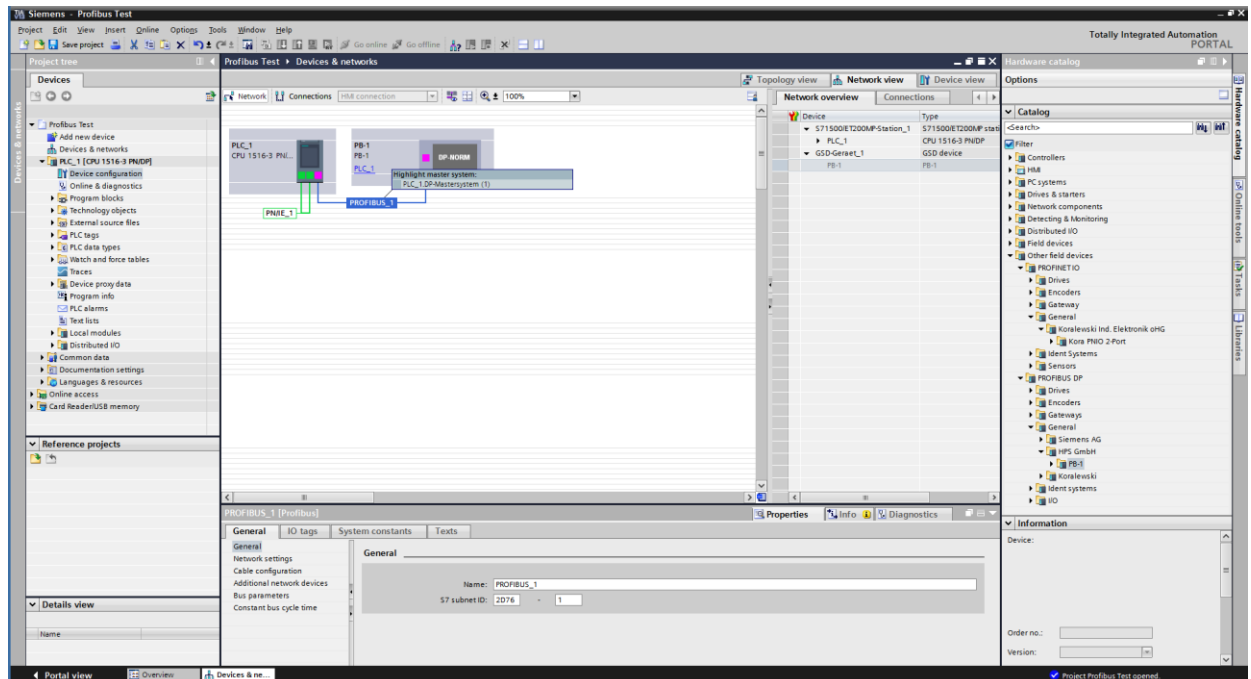 Siemens - Profibus Test
Project Edit View Insert Online Options Tools Window Help
Save project Go online Go offline
Totally Integrated Automation
PORTAL
Project tree
Devices
Devices & networks
Profibus Test
Add new device
Devices & networks
PLC_1 [CPU 1516-3 PN/DP]
Device configuration
Online & diagnostics
Program blocks
Technology objects
External source files
PLC tags
PLC data types
Watch and force tables
Traces
Device proxy data
Program info
PLC alarms
Text lists
Local modules
Distributed I/O
Common data
Documentation settings
Languages & resources
Online access
Card Reader/USB memory
Reference projects
Details view
Name
Profibus Test Devices & networks
Topology view Network view Device view
Network Connections HMI connection 100%
PLC_1
CPU 1516-3 PN/...
PB-1
PB-1
PLC_1
DP-NORM
Highlight master system:
PLC_1.DP-Mastersystem (1)
PROFIBUS_1
PN/IE_1
Network overview Connections
Device Type
S71500/ET200MP-Station_1 S71500/ET200MP stati
PLC_1 CPU 1516-3 PN/DP
GSD-Geraet_1 GSD device
PB-1 PB-1
PROFIBUS_1 [Profibus]
Properties Info Diagnostics
General IO tags System constants Texts
General
Network settings
Cable configuration
Additional network devices
Bus parameters
Constant bus cycle time
General
Name: PROFIBUS_1
S7 subnet ID: 2D76 - 1
Hardware catalog
Options
Catalog
<Search>
Filter
Controllers
HMI
PC systems
Drives & starters
Network components
Detecting & Monitoring
Distributed I/O
Field devices
Other field devices
PROFINET IO
Drives
Encoders
Gateway
General
Koralewski Ind. Elektronik oHG
Kora PNIO 2-Port
Ident Systems
Sensors
PROFIBUS DP
Drives
Encoders
Gateways
General
Siemens AG
HPS GmbH
PB-1
Koralewski
Ident systems
I/O
Information
Device:
Order no.:
Version:
Hardware catalog
Online tools
Tasks
Libraries
Portal view Overview Devices & ne...
Project Profibus Test opened.